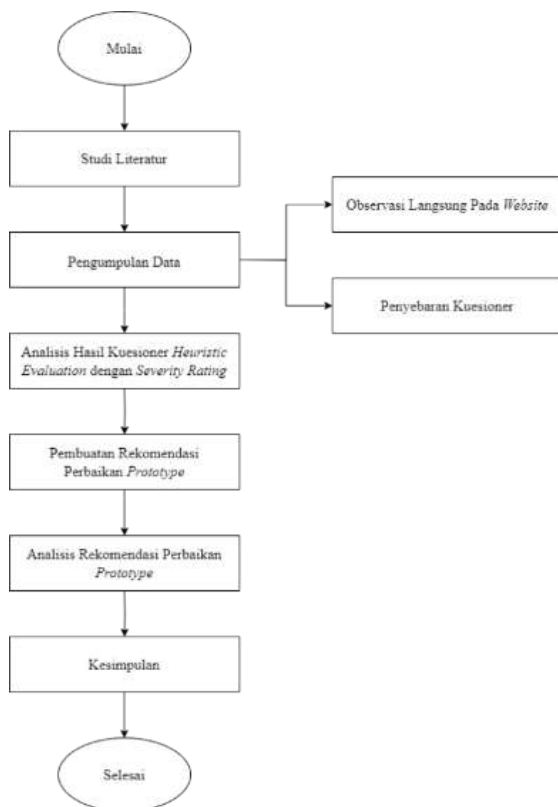 Mulai
Studi Literatur
Pengumpulan Data
Observasi Langsung Pada Website
Penyebaran Kuesioner
Analisis Hasil Kuesioner Heuristic
Evaluation dengan Severity Rating
Pembuatan Rekomendasi
Perbaikan Prototype
Analisis Rekomendasi Perbaikan
Prototype
Kesimpulan
Selesai